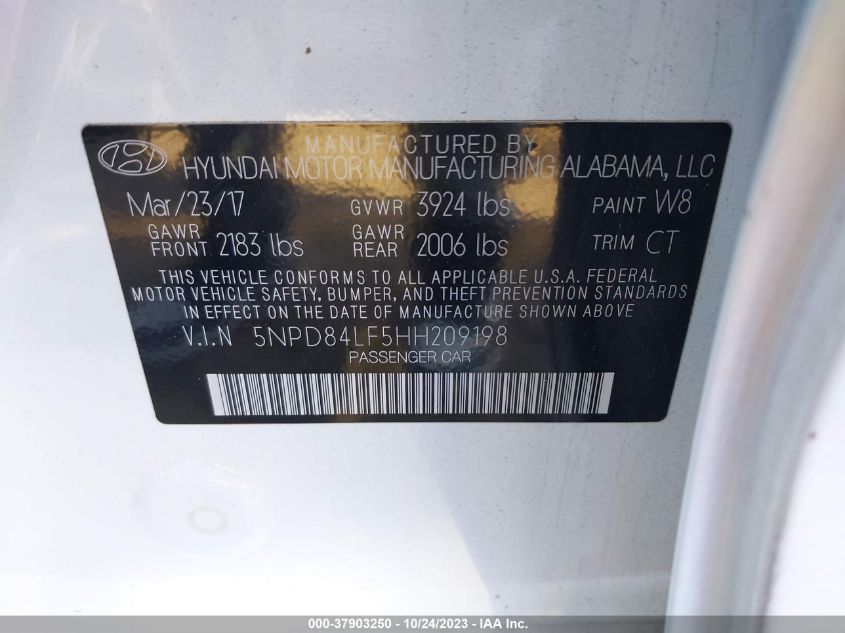 MANUFACTURED BY
HYUNDAI MOTOR MANUFACTURING ALABAMA, LLC
Mar/23/17 GVWR 3924 lbs PAINT W8
GAWR FRONT 2183 lbs GAWR REAR 2006 lbs TRIM CT
THIS VEHICLE CONFORMS TO ALL APPLICABLE U.S.A. FEDERAL
MOTOR VEHICLE SAFETY, BUMPER, AND THEFT PREVENTION STANDARDS
IN EFFECT ON THE DATE OF MANUFACTURE SHOWN ABOVE.
V.I.N 5NPD84LF5HH209198
PASSENGER CAR
000-37903250 - 10/24/2023 - USA - IAA, Inc.